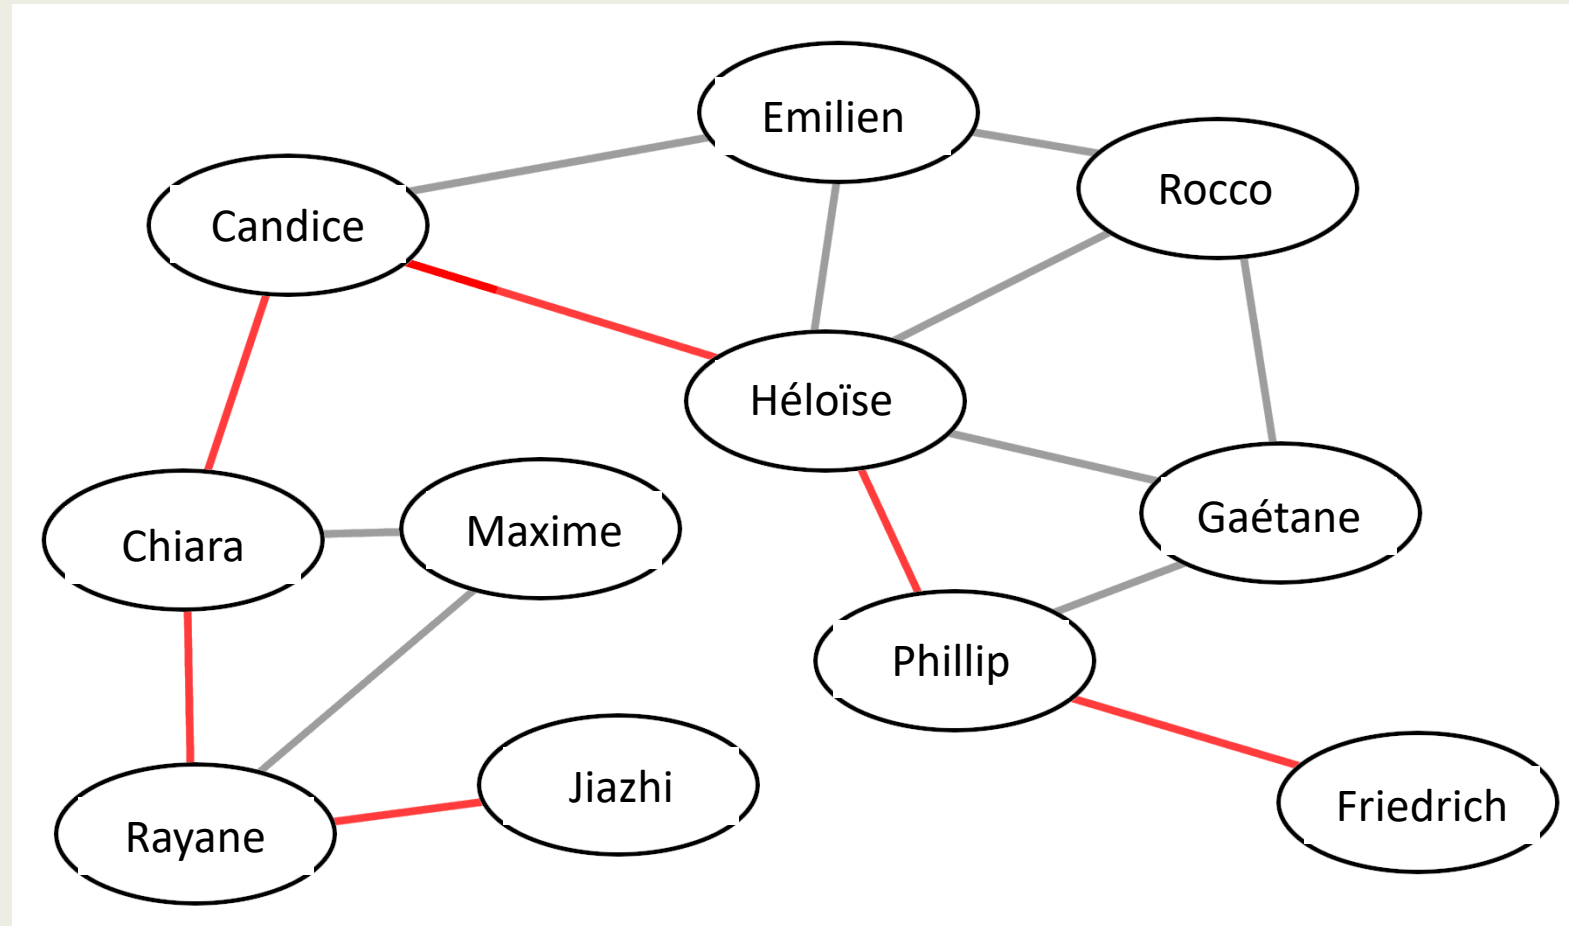 Emilien
Rocco
Candice
Héloïse
Gaétane
Maxime
Chiara
Phillip
Jiazhi
Friedrich
Rayane